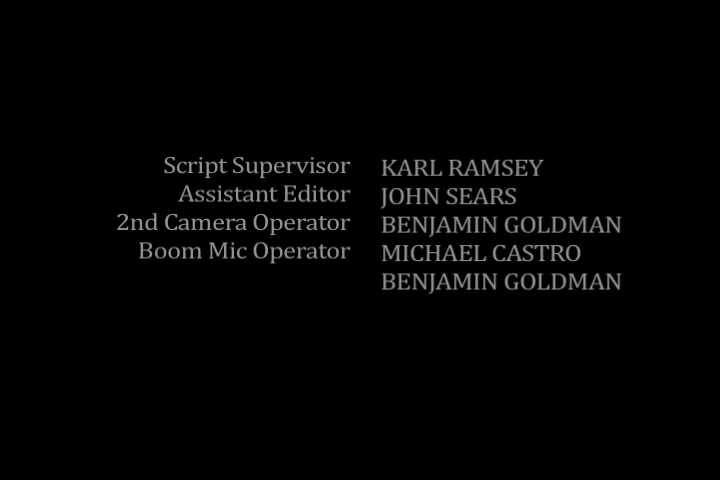 Script Supervisor KARL RAMSEY
Assistant Editor JOHN SEARS
2nd Camera Operator BENJAMIN GOLDMAN
Boom Mic Operator MICHAEL CASTRO
BENJAMIN GOLDMAN